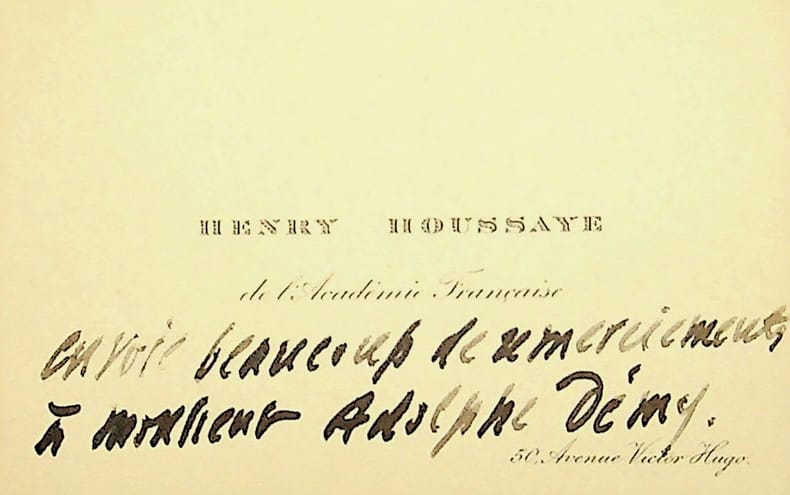 HENRY HOUSSAYE
de l'Académie Française
envoie beaucoup de remerciements
à monsieur Adolphe Démy.
50, Avenue Victor Hugo.